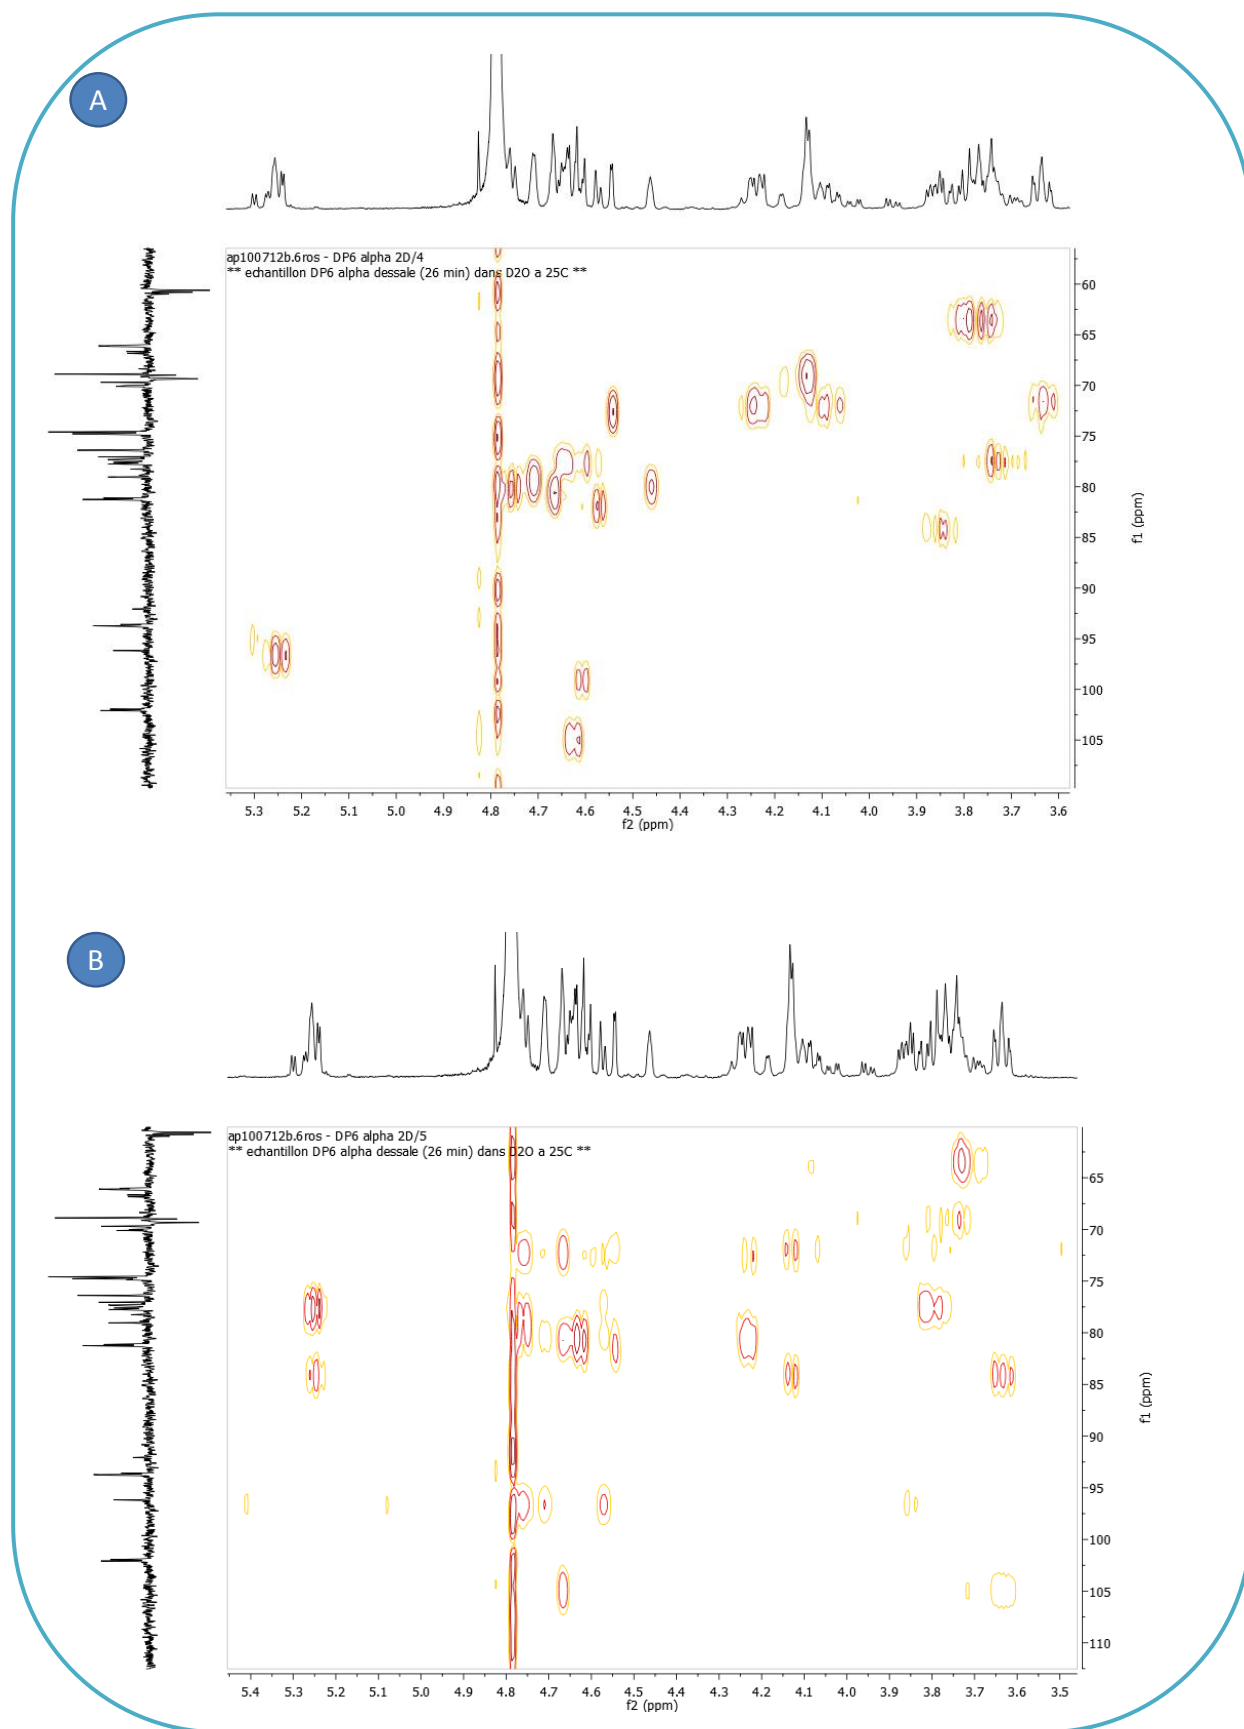 A
ap100712b.6ros - DP6 alpha 2D/4
** echantillon DP6 alpha dessale (26 min) dans D2O a 25C **
60
65
70
75
80
85
90
95
100
105
f1 (ppm)
5.3 5.2 5.1 5.0 4.9 4.8 4.7 4.6 4.5 4.4 4.3 4.2 4.1 4.0 3.9 3.8 3.7 3.6
f2 (ppm)
B
ap100712b.6ros - DP6 alpha 2D/5
** echantillon DP6 alpha dessale (26 min) dans D2O a 25C **
65
70
75
80
85
90
95
100
105
110
f1 (ppm)
5.4 5.3 5.2 5.1 5.0 4.9 4.8 4.7 4.6 4.5 4.4 4.3 4.2 4.1 4.0 3.9 3.8 3.7 3.6 3.5
f2 (ppm)